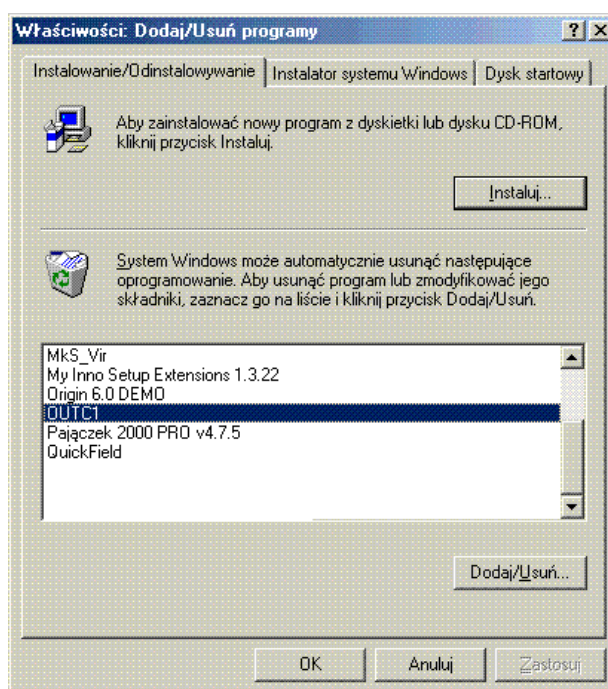 Właściwości: Dodaj/Usuń programy
Instalowanie/Odinstalowywanie
Instalator systemu Windows
Dysk startowy
Aby zainstalować nowy program z dyskietki lub dysku CD-ROM,
kliknij przycisk Instaluj.
Instaluj...
System Windows może automatycznie usunąć następujące
oprogramowanie. Aby usunąć program lub zmodyfikować jego
składniki, zaznacz go na liście i kliknij przycisk Dodaj/Usuń.
MkS_Vir
My Inno Setup Extensions 1.3.22
Origin 6.0 DEMO
OUTC1
Pajączek 2000 PRO v4.7.5
QuickField
Dodaj/Usuń...
OK
Anuluj
Zastosuj